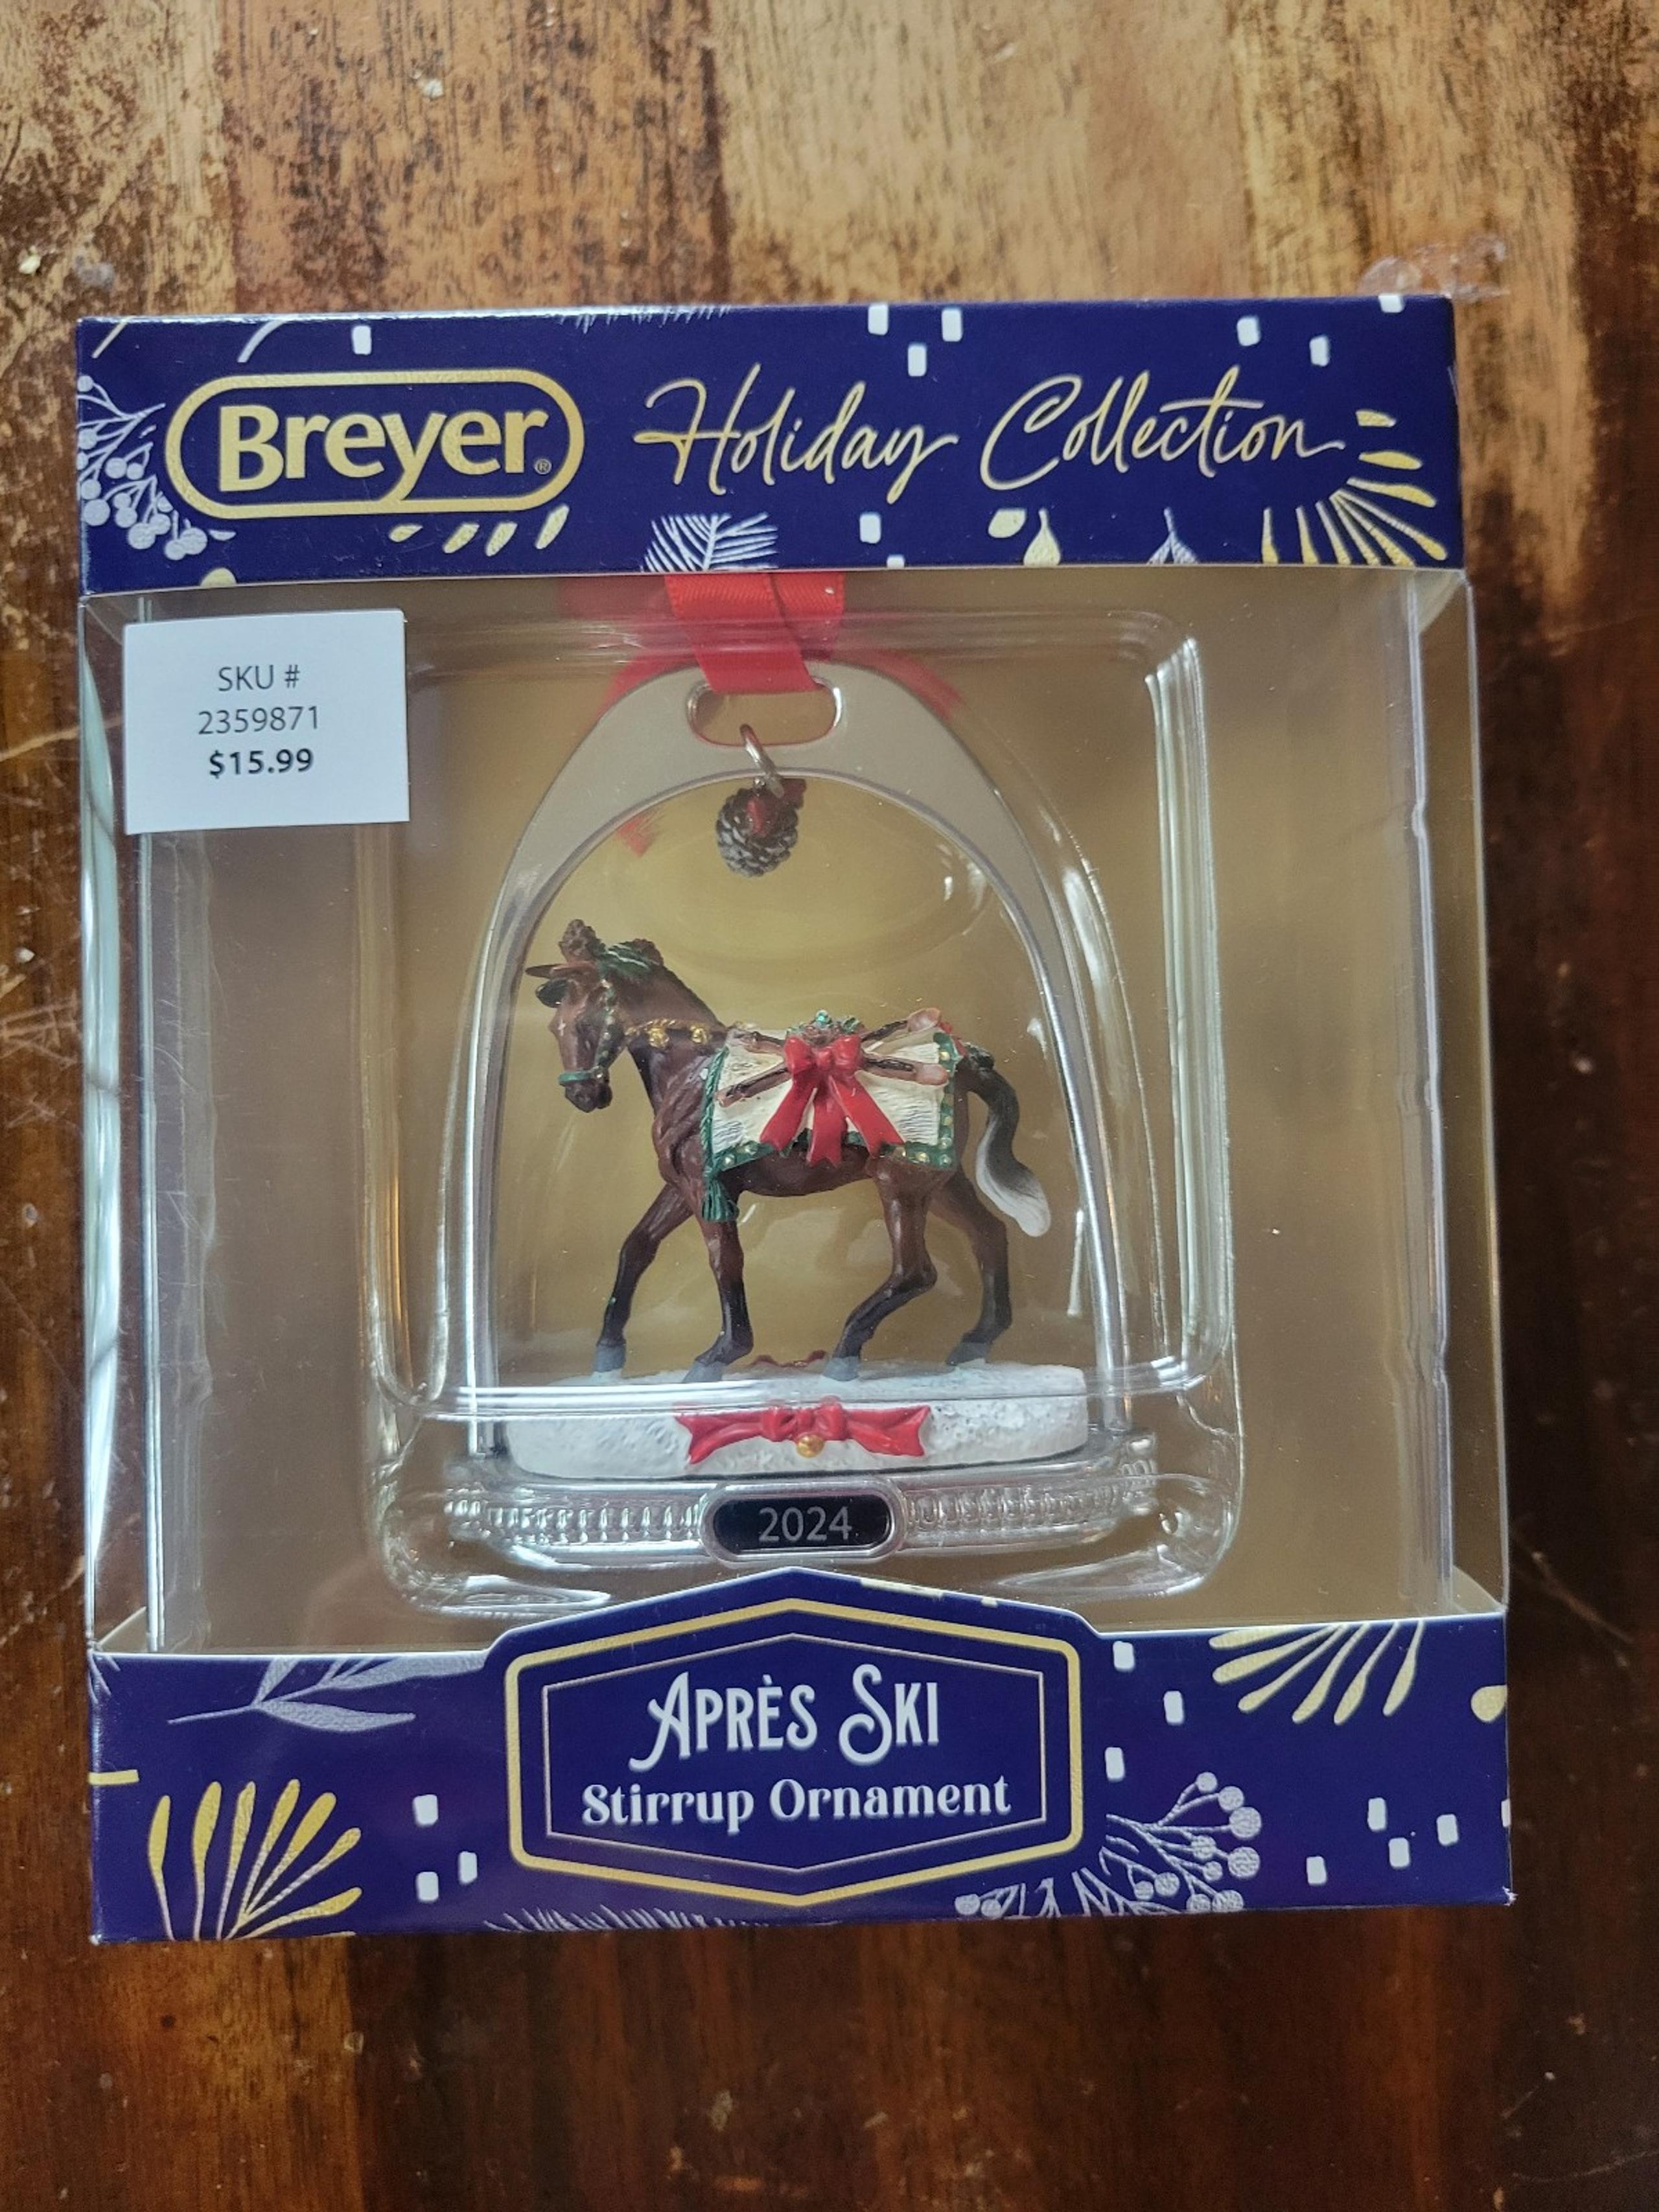 Breyer®
Holiday Collection
SKU #
2359871
$15.99
2024
APRÈS SKI
Stirrup Ornament